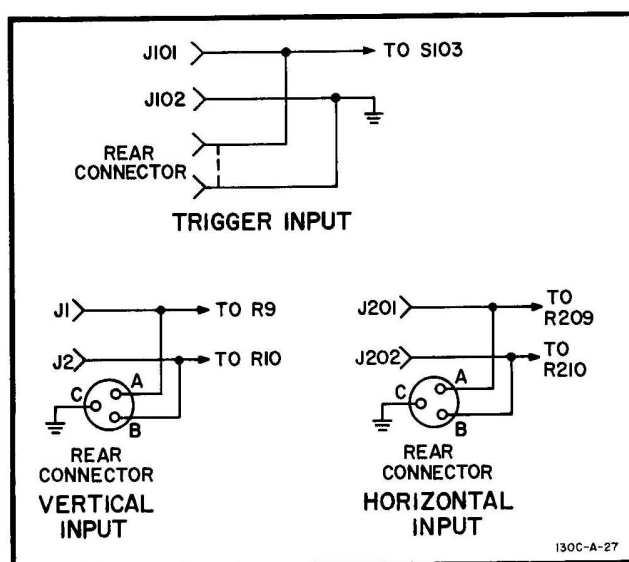 J101
TO S103
J102
REAR
CONNECTOR
TRIGGER INPUT
J1
TO R9
J2
TO R10
A
C
B
REAR
CONNECTOR
VERTICAL
INPUT
J201
TO
R209
J202
TO
R210
A
C
B
REAR
CONNECTOR
HORIZONTAL
INPUT
130C-A-27